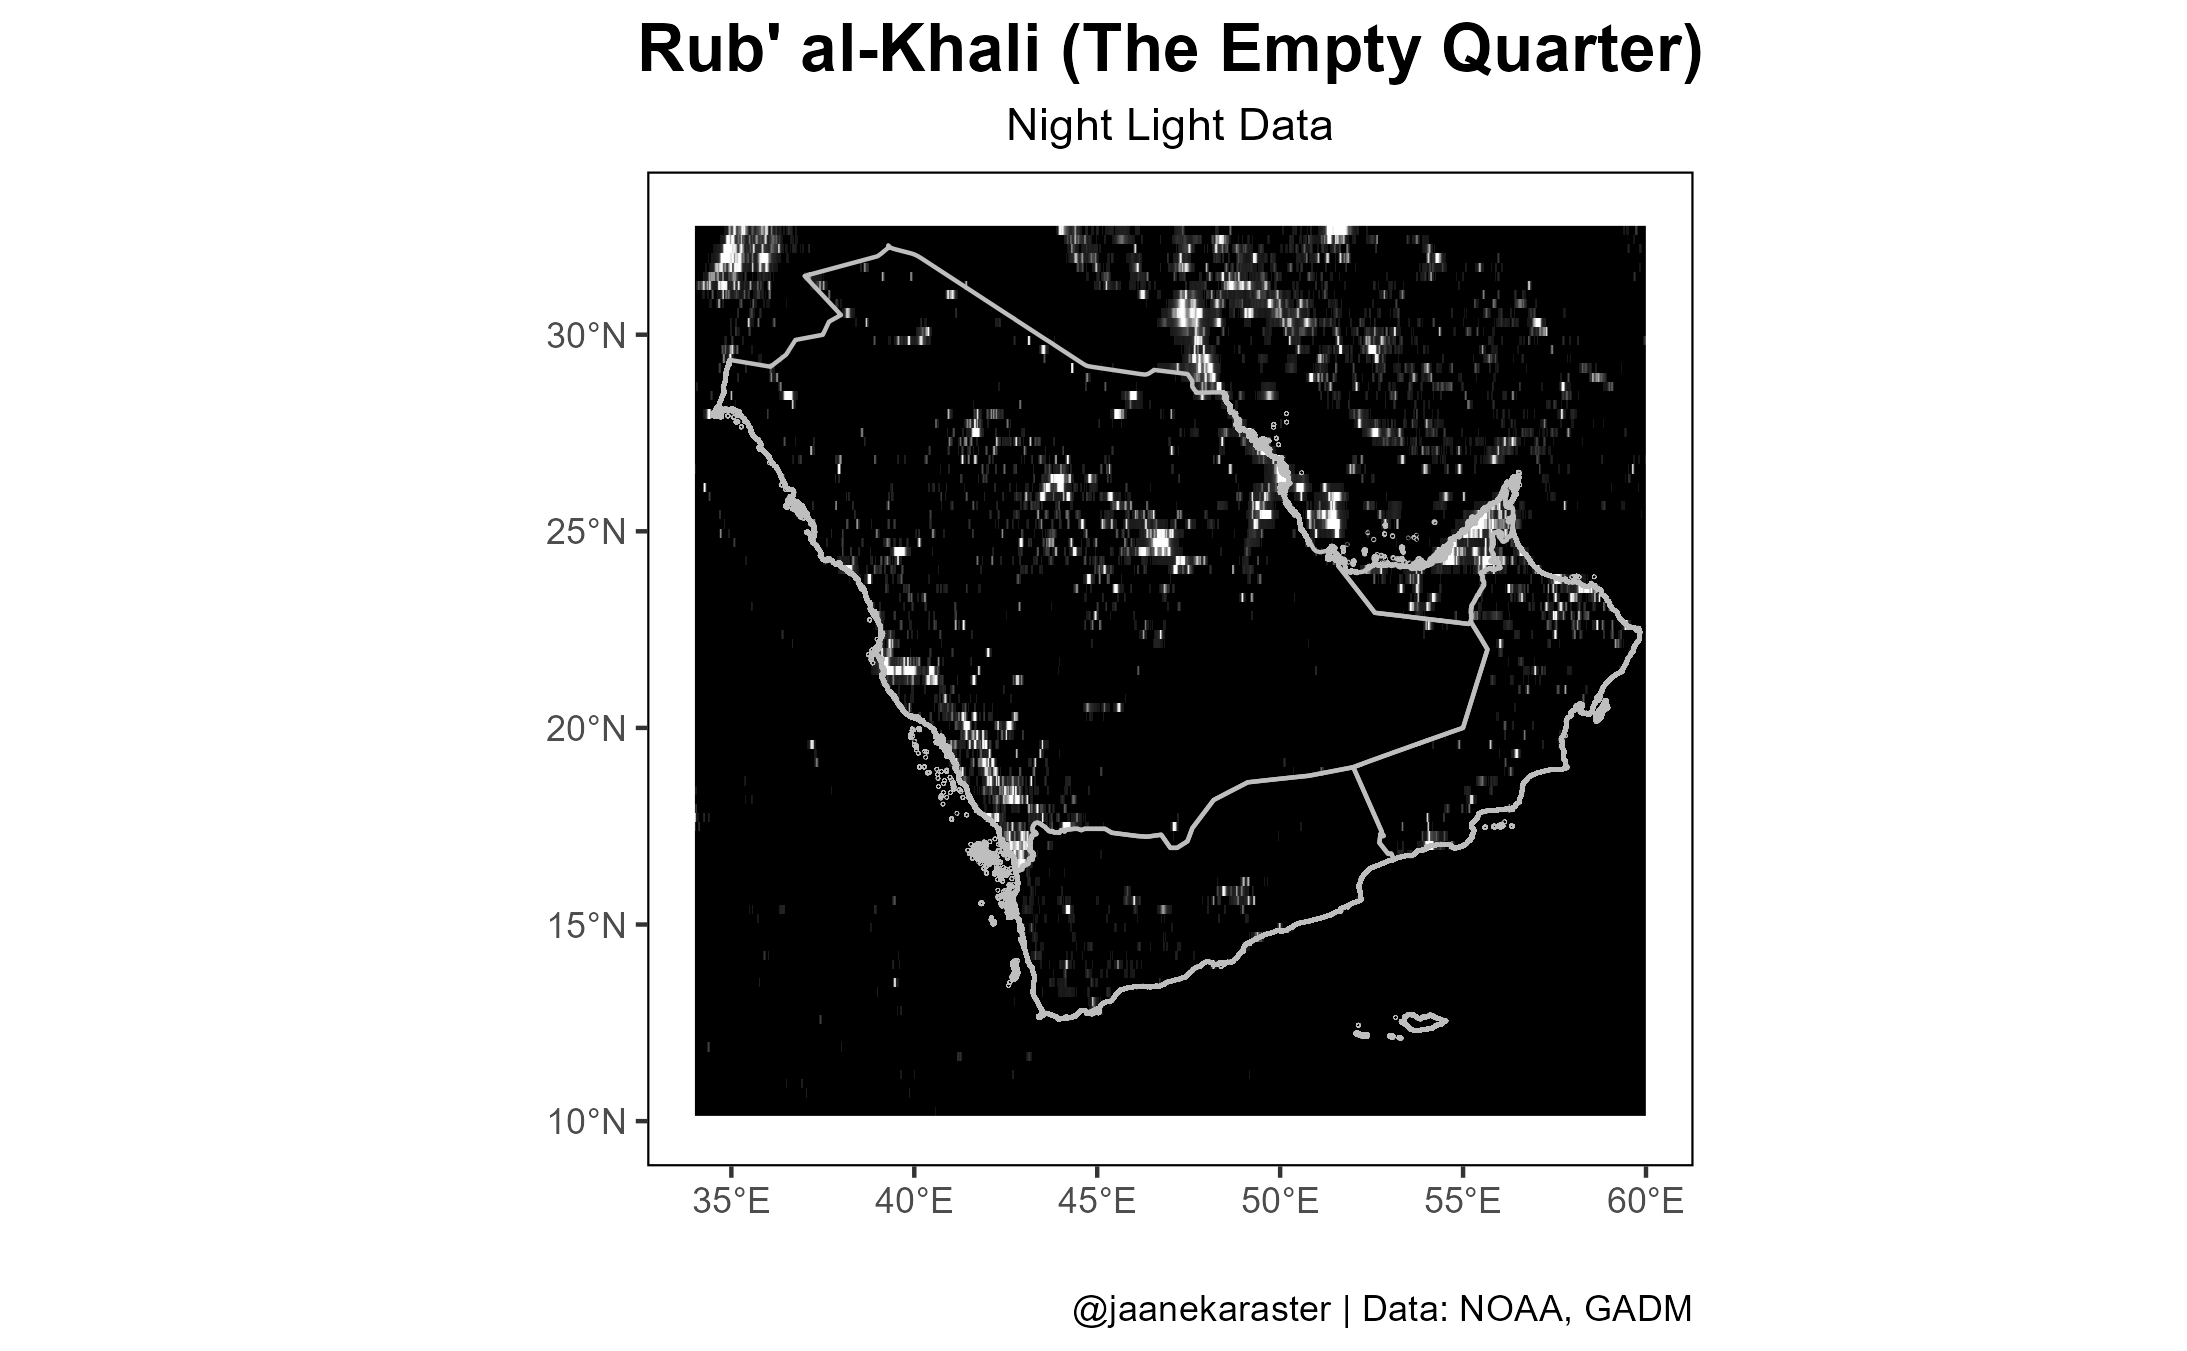 Rub' al-Khali (The Empty Quarter)
Night Light Data
30°N
25°N
20°N
15°N
10°N
35°E 40°E 45°E 50°E 55°E 60°E
@jaanekaraster | Data: NOAA, GADM